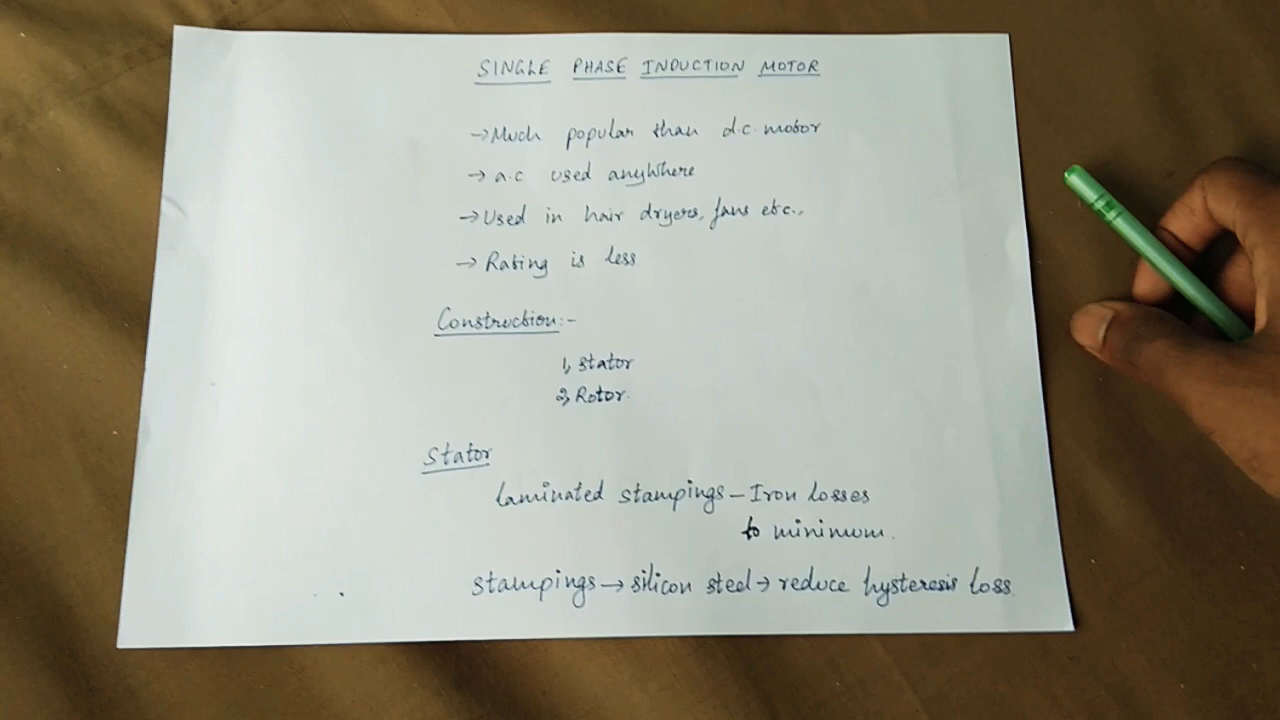 SINGLE PHASE INDUCTION MOTOR
→ Much popular than d.c. motor
→ a.c used anywhere
→ Used in hair dryers, fans etc.,
→ Rating is less
Construction:-
1, Stator
2, Rotor.
Stator
laminated stampings – Iron losses
to minimum.
stampings → silicon steel → reduce hysteresis loss.